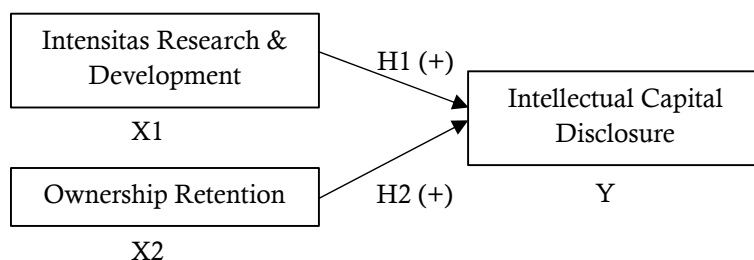 Intensitas Research &
Development
X1
H1 (+)
Intellectual Capital
Disclosure
Y
Ownership Retention
X2
H2 (+)